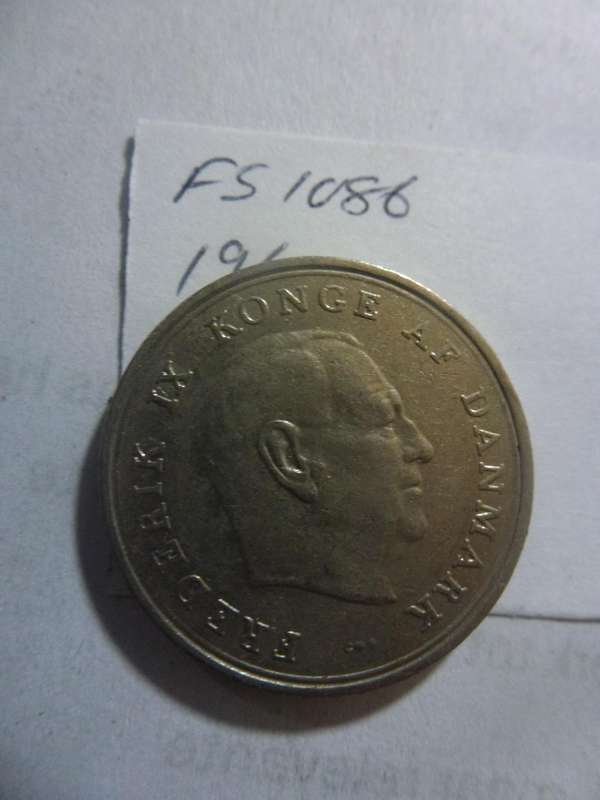 FS 1086
FREDERIK IX KONGE AF DANMARK